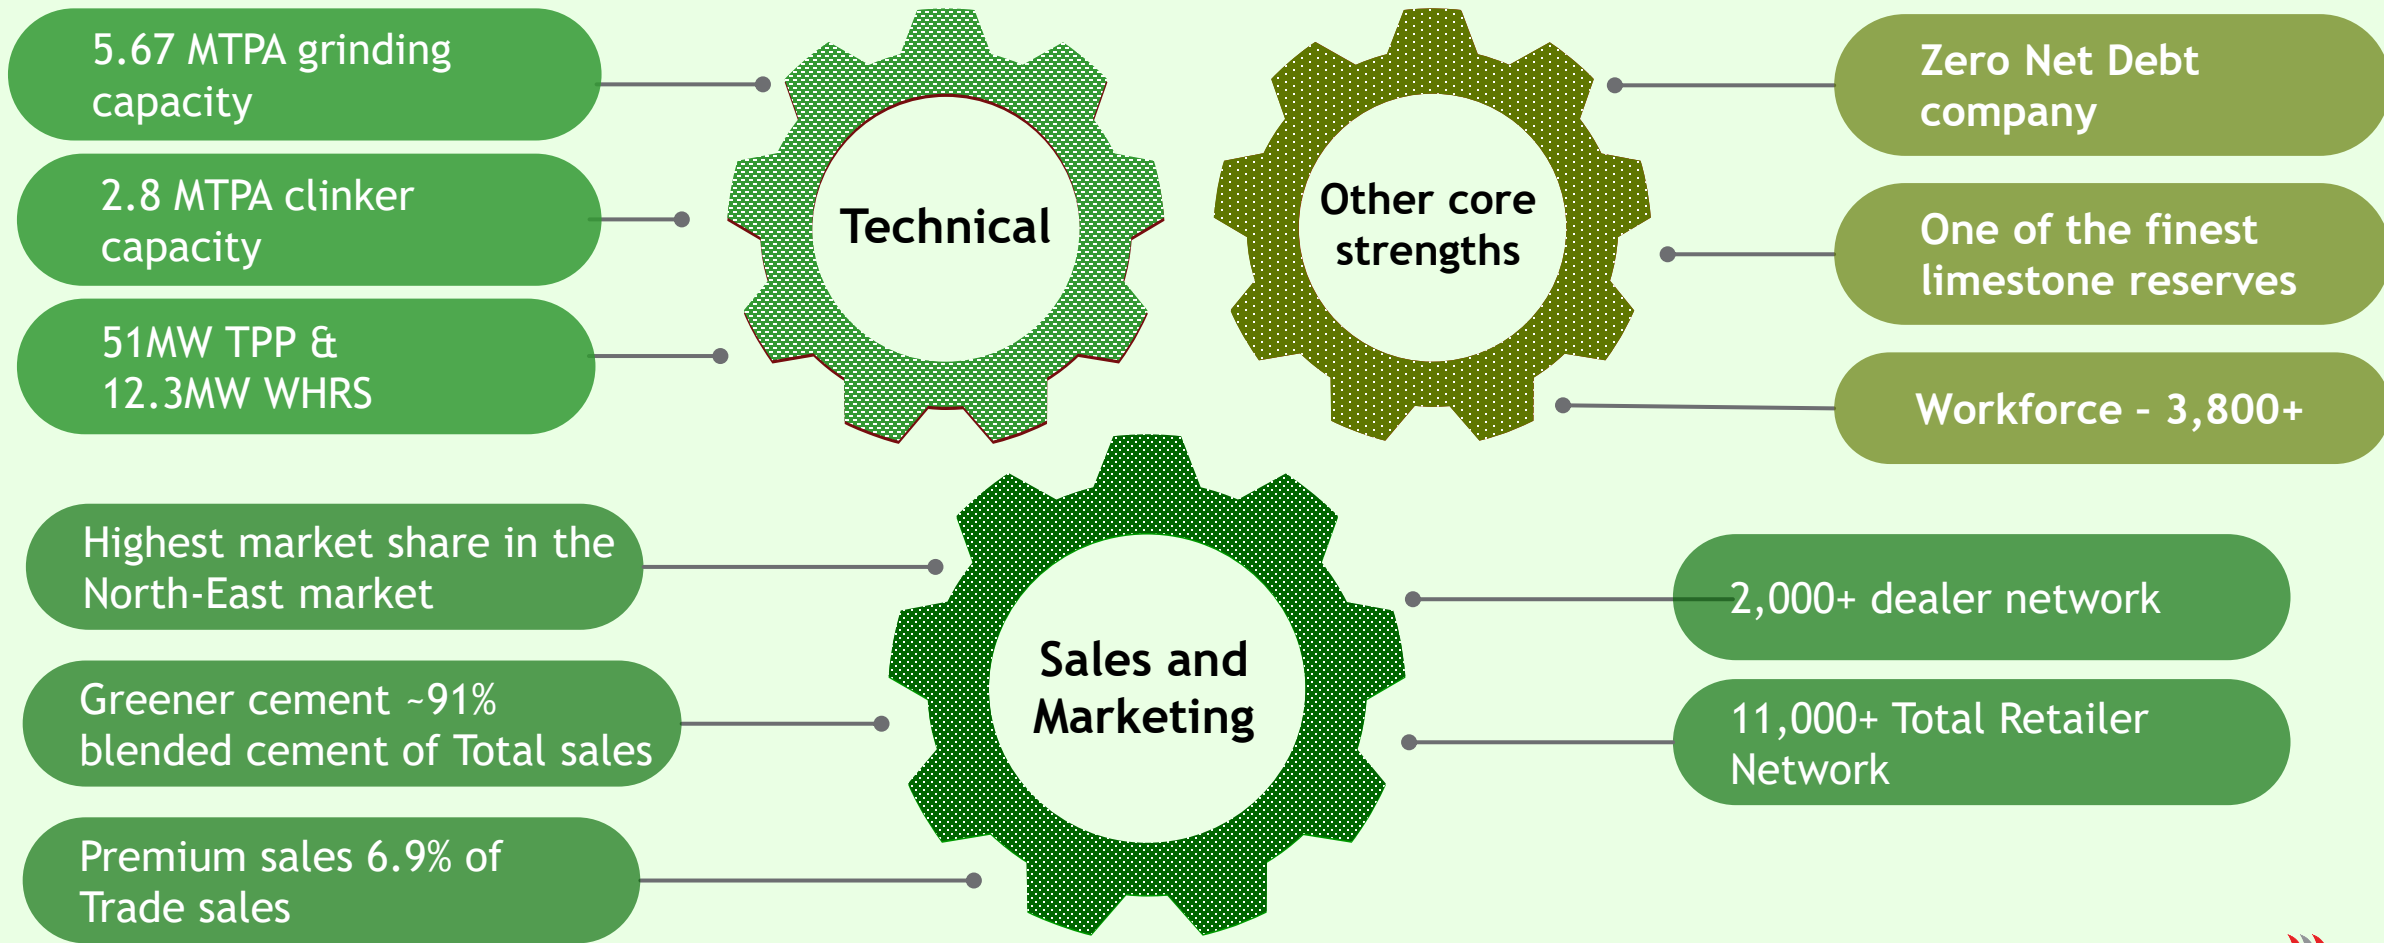 5.67 MTPA grinding
capacity
2.8 MTPA clinker
capacity
51MW TPP &
12.3MW WHRS
Technical
Other core
strengths
Zero Net Debt
company
One of the finest
limestone reserves
Workforce – 3,800+
Highest market share in the
North-East market
Greener cement ~91%
blended cement of Total sales
Premium sales 6.9% of
Trade sales
Sales and
Marketing
2,000+ dealer network
11,000+ Total Retailer
Network